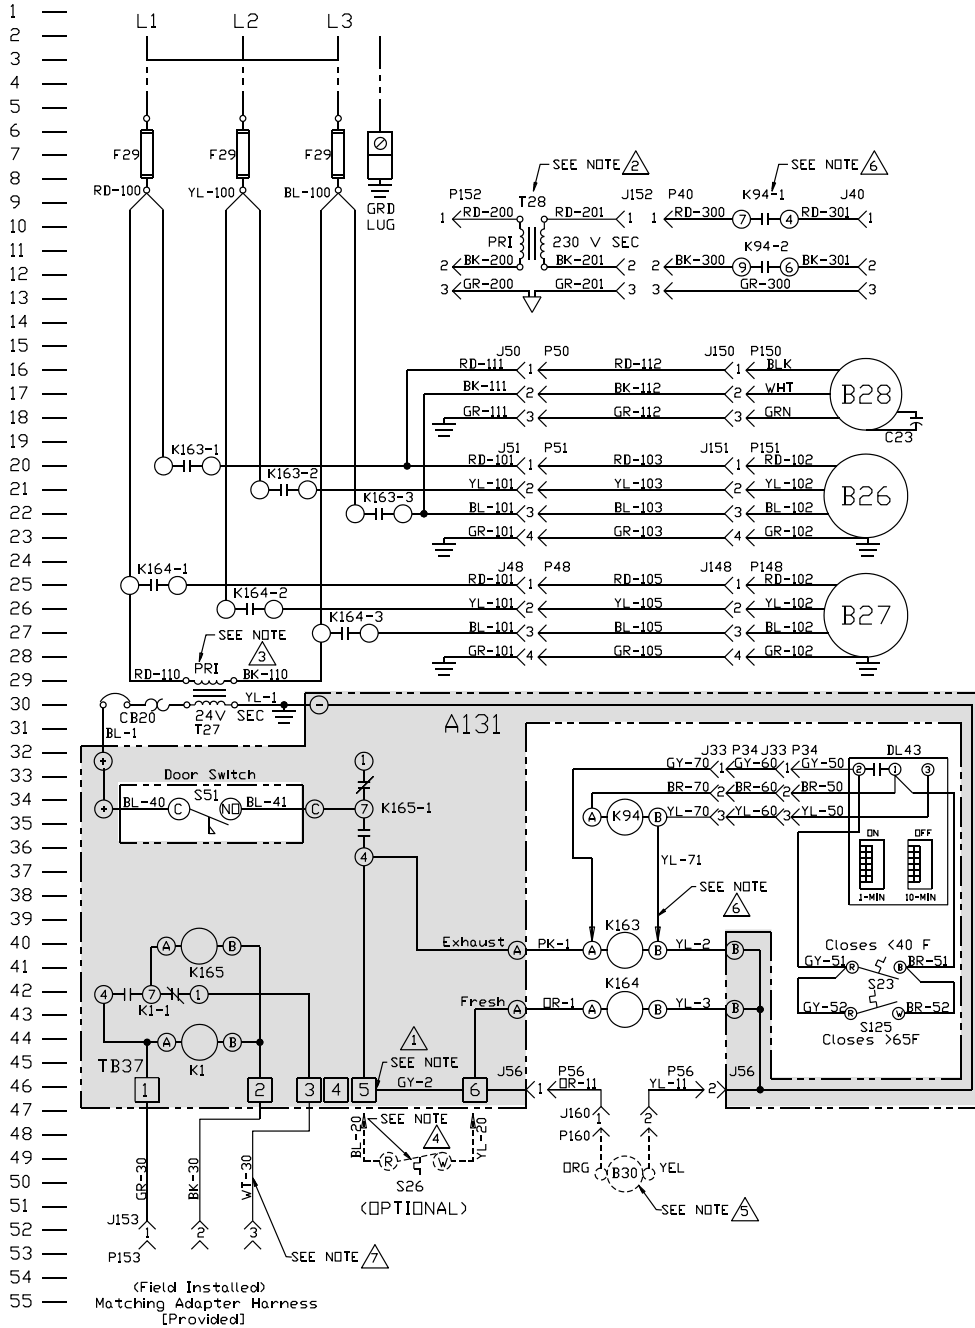 1
2
3
4
5
6
7
8
9
10
11
12
13
14
15
16
17
18
19
20
21
22
23
24
25
26
27
28
29
30
31
32
33
34
35
36
37
38
39
40
41
42
43
44
45
46
47
48
49
50
51
52
53
54
55
L1 L2 L3
F29 F29 F29
RD-100 YL-100 BL-100
GRD
LUG
SEE NOTE 2
SEE NOTE 6
P152 T28 J152 P40 K94-1 J40
1 RD-200 RD-201 1 1 RD-300 7 4 RD-301 1
PRI 230 V SEC K94-2
2 BK-200 BK-201 2 2 BK-300 9 6 BK-301 2
3 GR-200 GR-201 3 3 GR-300 3
J50 P50 J150 P150
RD-111 1 RD-112 1 BLK
BK-111 2 BK-112 2 WHT B28
GR-111 3 GR-112 3 GRN
C23
K163-1 J51 P51 J151 P151
RD-101 1 RD-103 1 RD-102
K163-2 YL-101 2 YL-103 2 YL-102 B26
K163-3 BL-101 3 BL-103 3 BL-102
GR-101 4 GR-103 4 GR-102
K164-1 J48 P48 J148 P148
RD-101 1 RD-105 1 RD-102
K164-2 YL-101 2 YL-105 2 YL-102 B27
K164-3 BL-101 3 BL-105 3 BL-102
GR-101 4 GR-105 4 GR-102
SEE NOTE 3
PRI
RD-110 BK-110
YL-1
CB20 24V SEC -
T27
BL-1
A131
+
1
Door Switch
S51
+ BL-40 C NO BL-41 C 7 K165-1
4
J33 P34 J33 P34 DL43
GY-70 1 GY-60 1 GY-50 2 1 3
BR-70 2 BR-60 2 BR-50
A K94 B YL-70 3 YL-60 3 YL-50
ON OFF
YL-71
1-MIN 10-MIN
SEE NOTE 6
K163
Exhaust A PK-1 A B YL-2 B
Closes <40 F
GY-51 R B BR-51
S23
A B
K165
4 7 1
K1-1
K164
Fresh A OR-1 A B YL-3 B
GY-52 R W BR-52
S125
Closes >65F
A B
K1
1
SEE NOTE
TB37
1 2 3 4 5 GY-2 6
J56 P56 P56 J56
1 OR-11 YL-11 2
J160 1 2
P160
ORG B30 YEL
SEE NOTE 5
SEE NOTE 4
BL-20 R W YL-20
S26
(OPTIONAL)
GR-30 BK-30 WT-30
J153
1 2 3
P153
SEE NOTE 7
(Field Installed)
Matching Adapter Harness
[Provided]